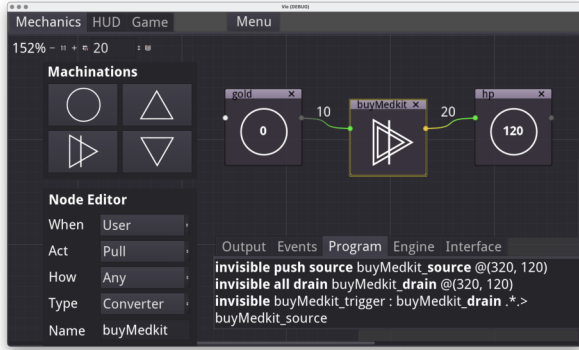 Vie (DEBUG)
Mechanics HUD Game Menu
152% - + 20
Machinations
gold ×
0
10
buyMedkit ×
20
hp ×
120
Node Editor
When User
Act Pull
How Any
Type Converter
Name buyMedkit
Output Events Program Engine Interface
invisible push source buyMedkit_source @(320, 120)
invisible all drain buyMedkit_drain @(320, 120)
invisible buyMedkit_trigger : buyMedkit_drain .*.>
buyMedkit_source